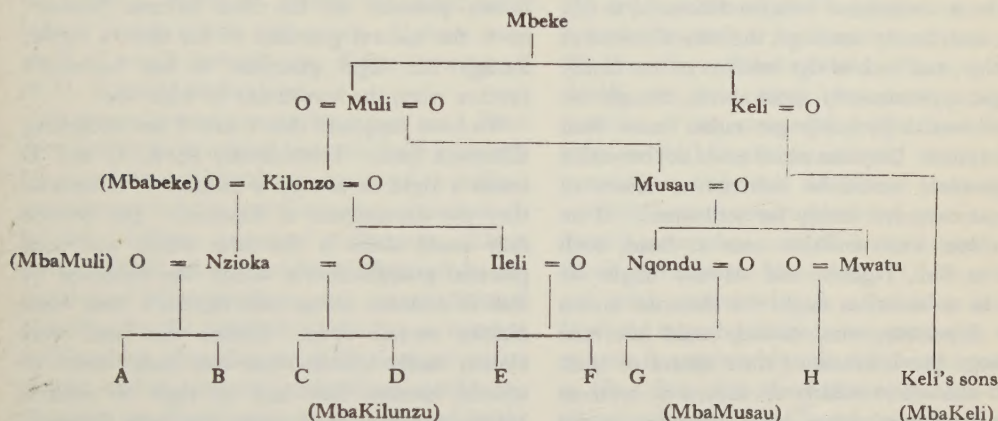 Mbeke
O = Muli = O Keli = O
(Mbabeke) O = Kilonzo = O Musau = O
(MbaMuli) O = Nzioka = O Ileli = O Nqondu = O O = Mwatu
A B C D E F G H Keli's sons
(MbaKilunzu) (MbaMusau) (MbaKeli)